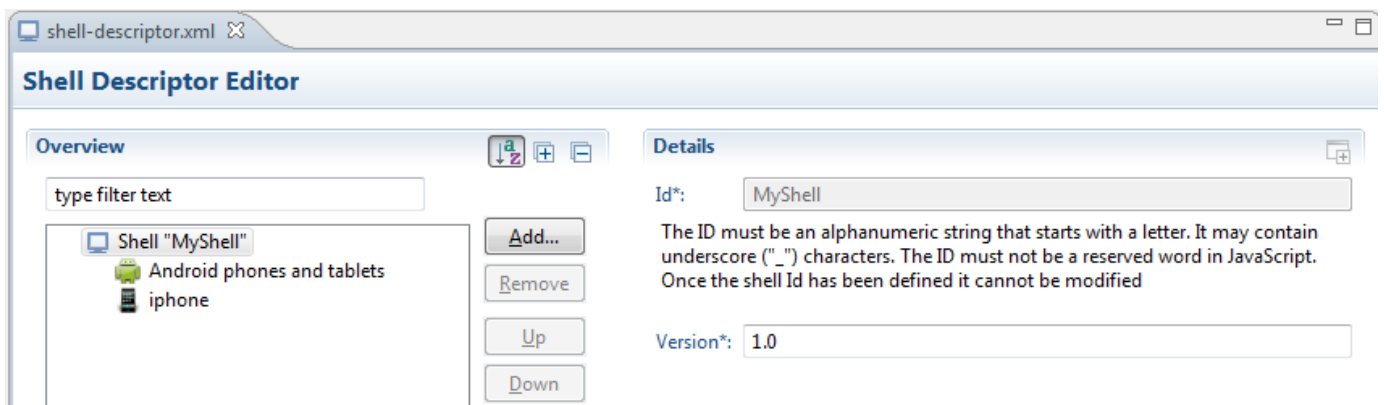 shell-descriptor.xml
Shell Descriptor Editor
Overview
a
z
type filter text
Shell "MyShell"
Android phones and tablets
iphone
Add...
Remove
Up
Down
Details
Id*:
MyShell
The ID must be an alphanumeric string that starts with a letter. It may contain
underscore ("_") characters. The ID must not be a reserved word in JavaScript.
Once the shell Id has been defined it cannot be modified
Version*:
1.0